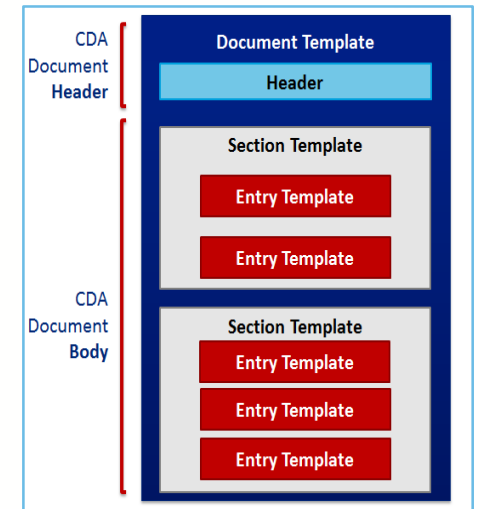 CDA
Document
Header
Document Template
Header
CDA
Document
Body
Section Template
Entry Template
Entry Template
Section Template
Entry Template
Entry Template
Entry Template